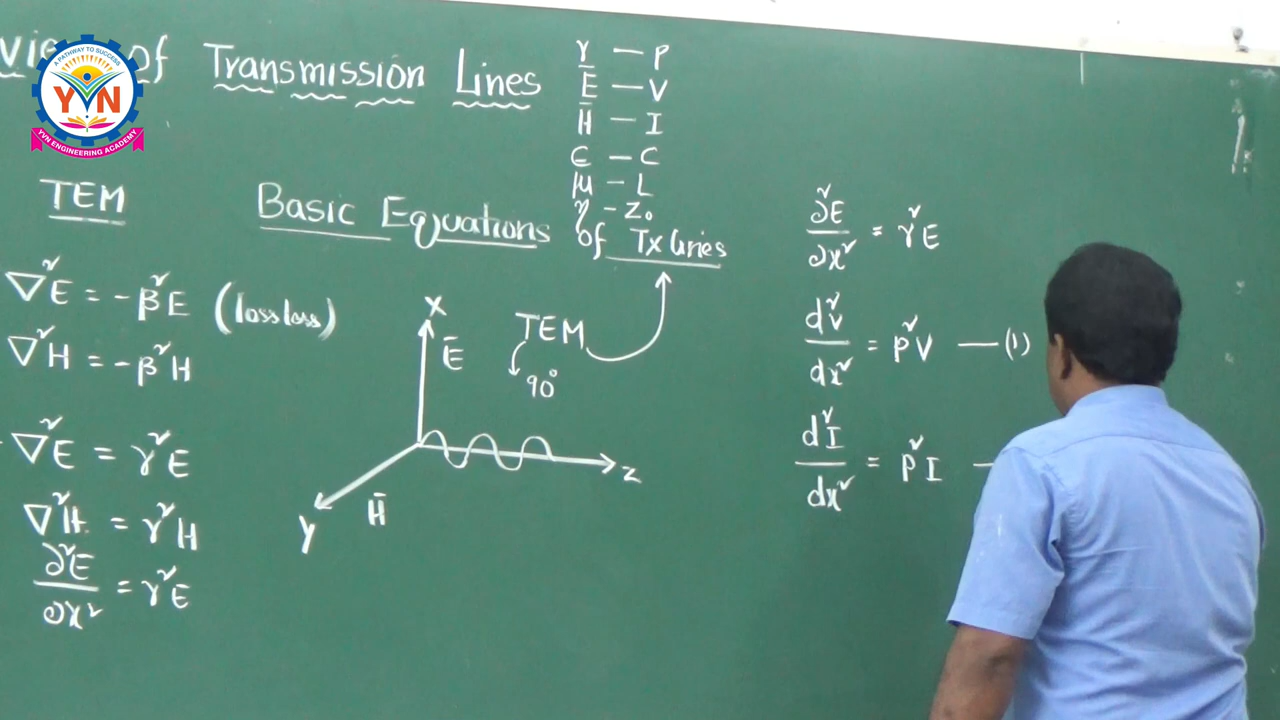 view of Transmission Lines
A PATHWAY TO SUCCESS
YVN
YVN ENGINEERING ACADEMY
γ — P
E̅ — V
H̅ — I
ϵ — C
μ — L
η — Z₀
TEM
Basic Equations of Tx lines
∇²E = -β²E (lossless)
∇²H = -β²H
∇²E = γ²E
∇²H = γ²H
∂²E/∂x² = γ²E
X
E̅
TEM
90°
Z
Y
H̅
∂²E/∂x² = γ²E
d²V/dx² = P²V — (1)
d²I/dx² = P²I —